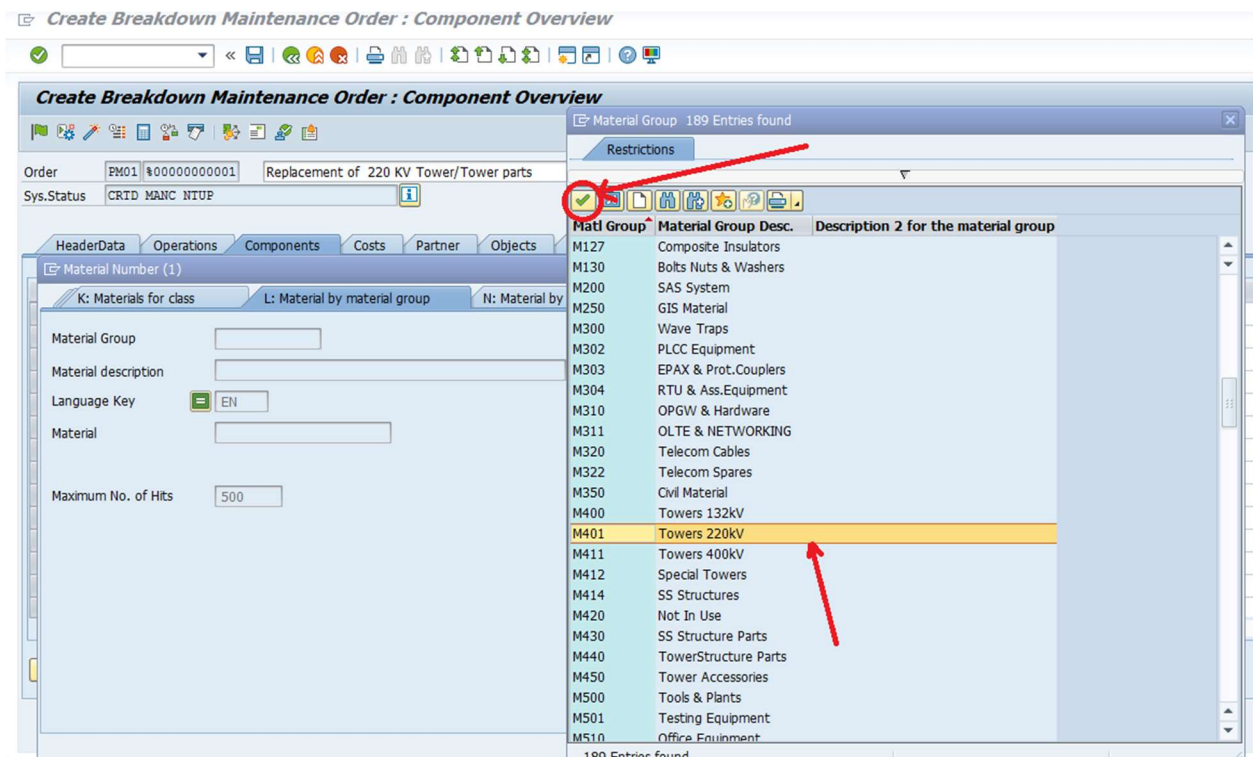 Create Breakdown Maintenance Order : Component Overview
Create Breakdown Maintenance Order : Component Overview
Order PM01 %00000000001 Replacement of 220 KV Tower/Tower parts
Sys.Status CRTD MANC NTUP
HeaderData Operations Components Costs Partner Objects
Material Number (1)
K: Materials for class L: Material by material group N: Material by
Material Group
Material description
Language Key EN
Material
Maximum No. of Hits 500
Material Group 189 Entries found
Restrictions
Matl Group Material Group Desc. Description 2 for the material group
M127 Composite Insulators
M130 Bolts Nuts & Washers
M200 SAS System
M250 GIS Material
M300 Wave Traps
M302 PLCC Equipment
M303 EPAX & Prot.Couplers
M304 RTU & Ass.Equipment
M310 OPGW & Hardware
M311 OLTE & NETWORKING
M320 Telecom Cables
M322 Telecom Spares
M350 Civil Material
M400 Towers 132kV
M401 Towers 220kV
M411 Towers 400kV
M412 Special Towers
M414 SS Structures
M420 Not In Use
M430 SS Structure Parts
M440 TowerStructure Parts
M450 Tower Accessories
M500 Tools & Plants
M501 Testing Equipment
M510 Office Equipment
189 Entries found